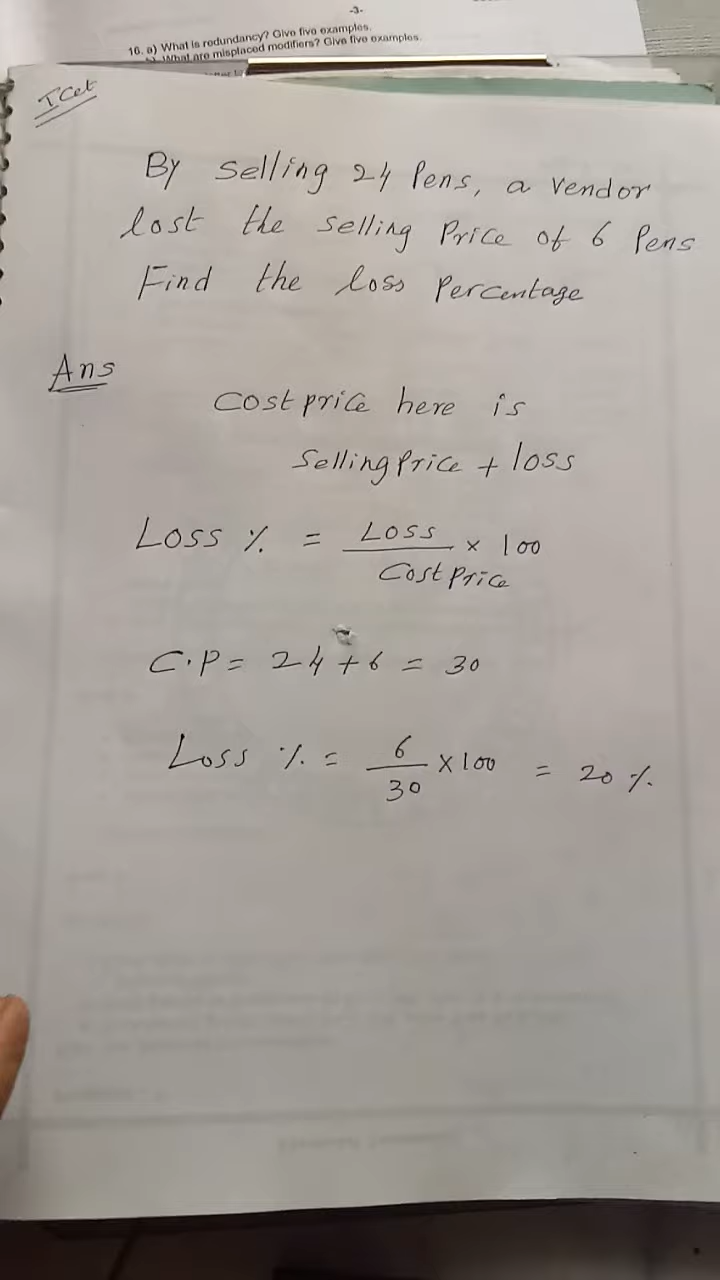 -3-
16. a) What is redundancy? Give five examples.
What are misplaced modifiers? Give five examples.
ICet
By Selling 24 Pens, a vendor
lost the selling Price of 6 Pens
Find the loss Percentage
Ans
Cost price here is
Selling Price + loss
Loss % = Loss / Cost Price × 100
C.P = 24 + 6 = 30
Loss % = 6 / 30 × 100 = 20 %